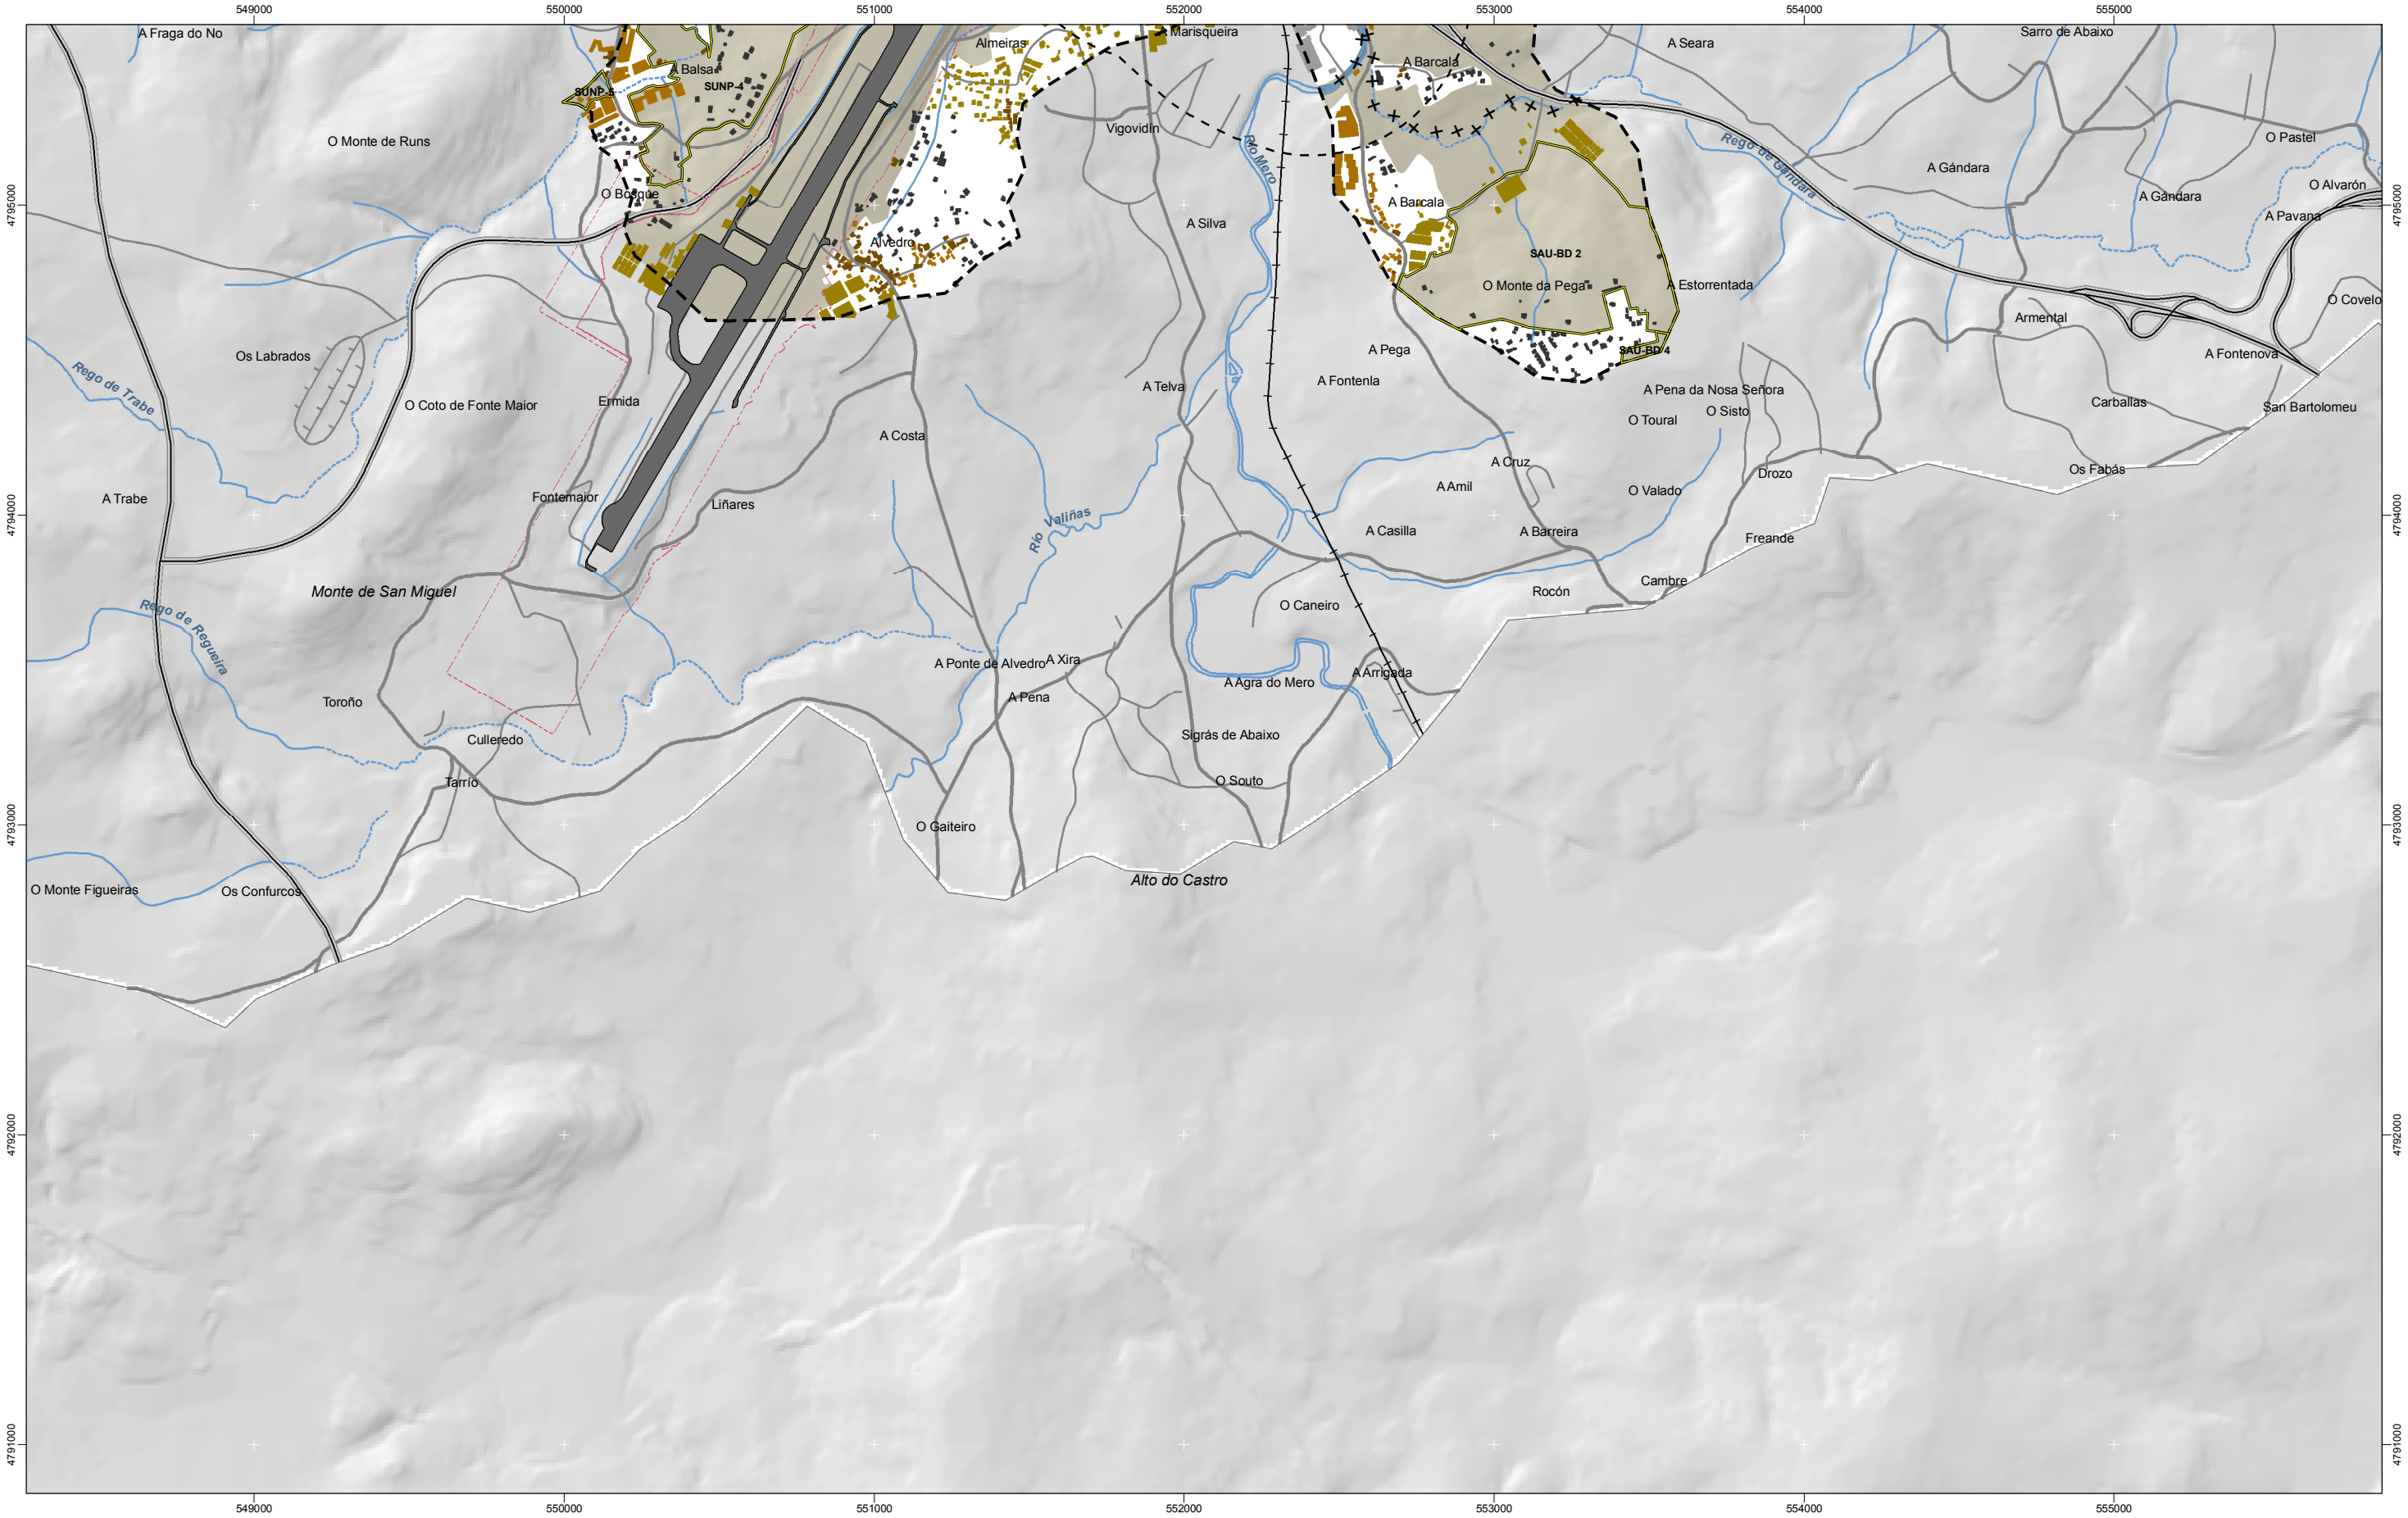 549000
550000
551000
552000
553000
554000
555000
A Fraga do No
Almeiras
Marisqueira
A Seara
Sarro de Abaixo
A Balsa
A Barcala
SUNP-5
SUNP-4
O Monte de Runs
Vigovidín
Río Mero
Rego de Gándara
O Pastel
A Gándara
A Gándara
O Alvarón
A Pavana
4795000
O Bosque
A Barcala
A Silva
4795000
Alvedro
SAU-BD 2
O Monte da Pega
A Estorrentada
O Covelo
Armental
Os Labrados
A Pega
SAU-BD 4
A Fontenova
Rego de Trabe
A Telva
A Fontenla
A Pena da Nosa Señora
O Coto de Fonte Maior
Ermida
O Toural
O Sisto
Carballas
San Bartolomeu
A Costa
A Cruz
Drozo
Os Fabás
A Trabe
Fontemaior
Liñares
A Amil
O Valado
4794000
Río Valiñas
A Casilla
A Barreira
Freande
4794000
Monte de San Miguel
Cambre
Rocón
Rego de Regueira
O Caneiro
A Ponte de Alvedro
A Xira
A Arrigada
A Agra do Mero
Toroño
A Pena
Culleredo
Sigrás de Abaixo
Tarrío
O Souto
4793000
O Gaiteiro
4793000
O Monte Figueiras
Os Confurcos
Alto do Castro
4792000
4792000
4791000
4791000
549000
550000
551000
552000
553000
554000
555000